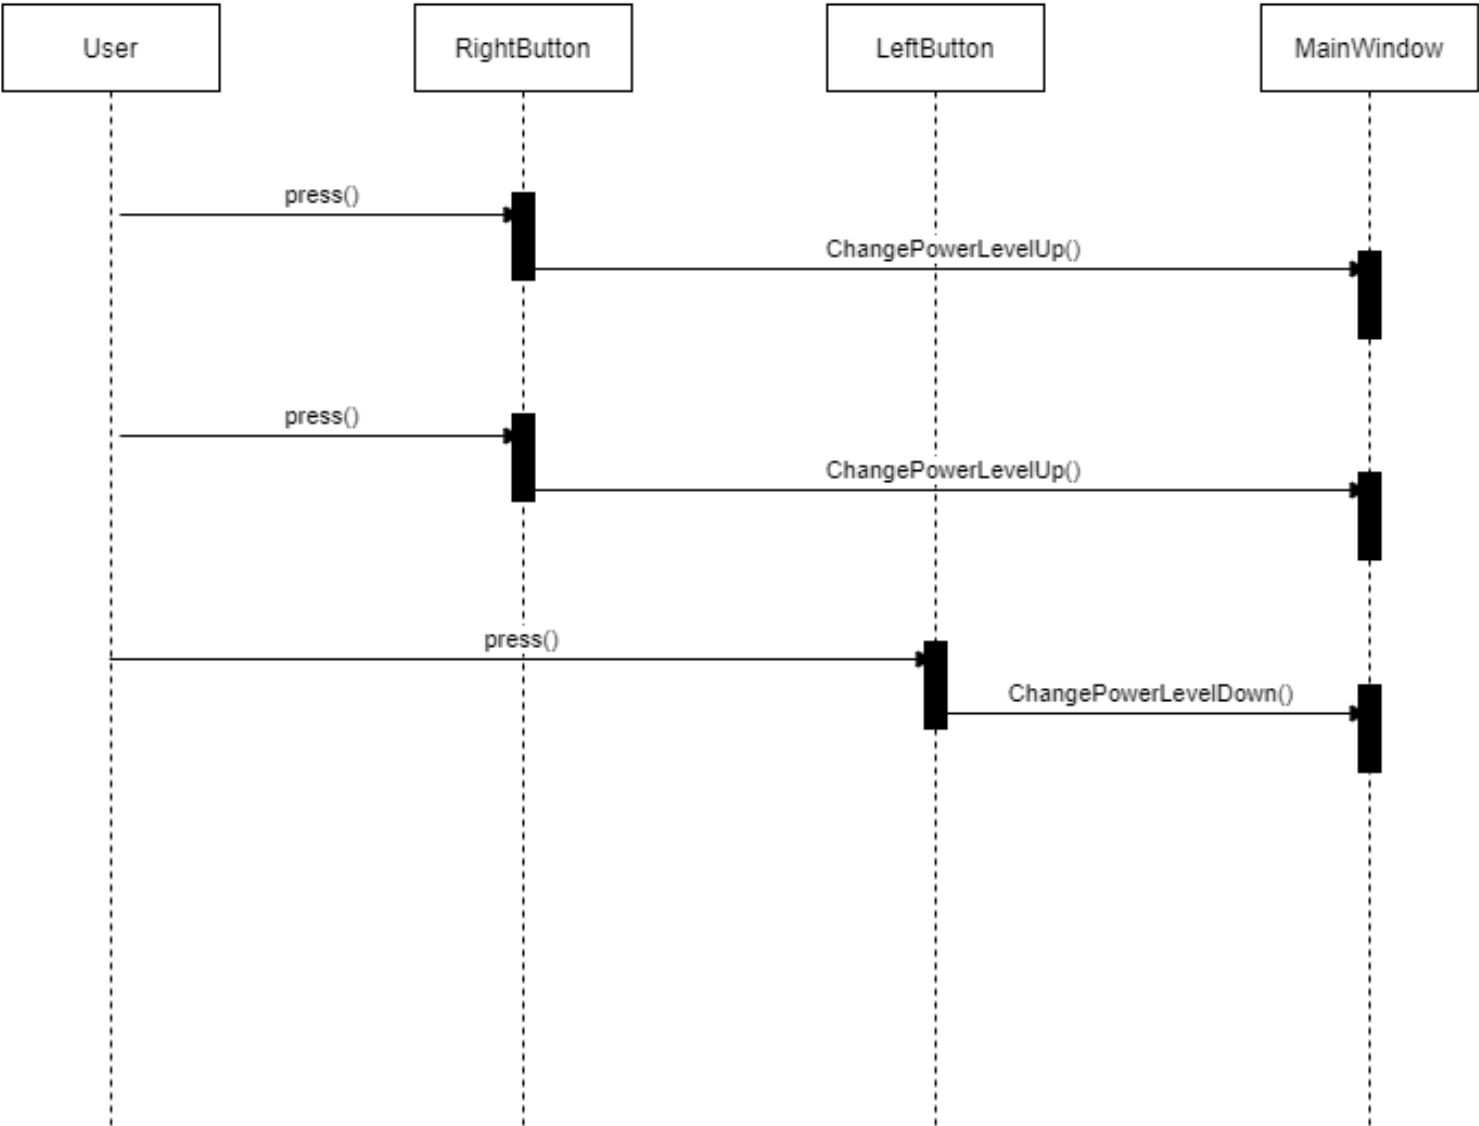 User
RightButton
LeftButton
MainWindow
press()
ChangePowerLevelUp()
press()
ChangePowerLevelUp()
press()
ChangePowerLevelDown()